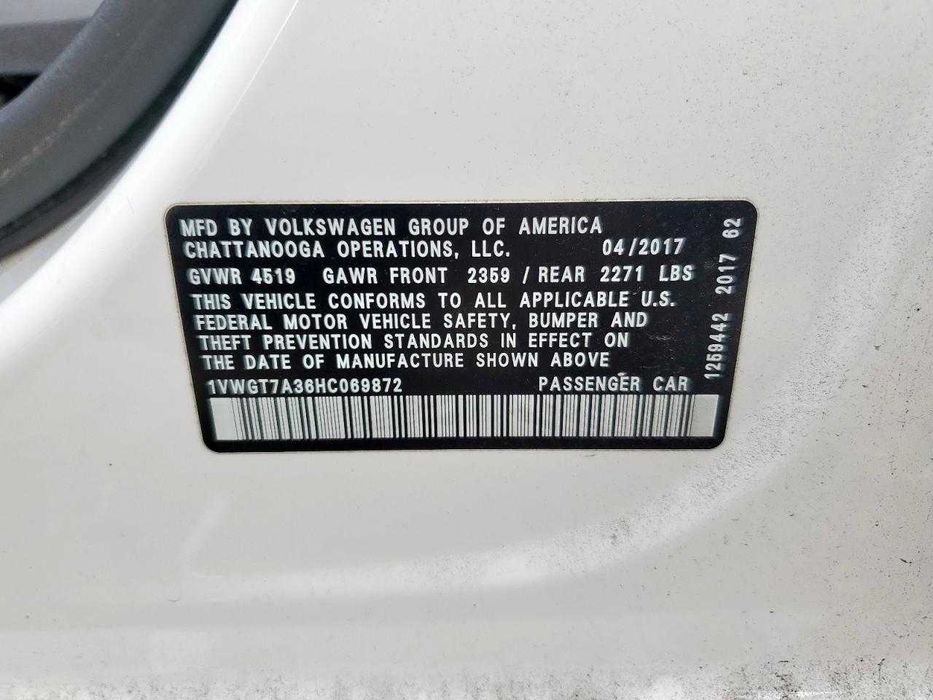 MFD BY VOLKSWAGEN GROUP OF AMERICA
CHATTANOOGA OPERATIONS, LLC. 04/2017
GVWR 4519 GAWR FRONT 2359 / REAR 2271 LBS
THIS VEHICLE CONFORMS TO ALL APPLICABLE U.S.
FEDERAL MOTOR VEHICLE SAFETY, BUMPER AND
THEFT PREVENTION STANDARDS IN EFFECT ON
THE DATE OF MANUFACTURE SHOWN ABOVE
1VWGT7A36HC069872 PASSENGER CAR
1259442 2017 62